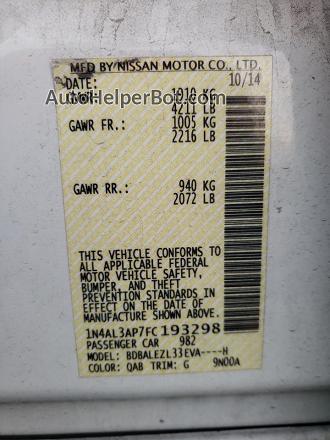 MFD BY NISSAN MOTOR CO., LTD.
DATE: 10/14
AutoHelperBot.com
1910 KG
4211 LB
GAWR FR.: 1005 KG
2216 LB
GAWR RR.: 940 KG
2072 LB
THIS VEHICLE CONFORMS TO
ALL APPLICABLE FEDERAL
MOTOR VEHICLE SAFETY,
BUMPER, AND THEFT
PREVENTION STANDARDS IN
EFFECT ON THE DATE OF
MANUFACTURE SHOWN ABOVE.
1N4AL3AP7FC193298
PASSENGER CAR 982
MODEL: BDBALEZL33EVA----H
COLOR: QAB TRIM: G 9N00A